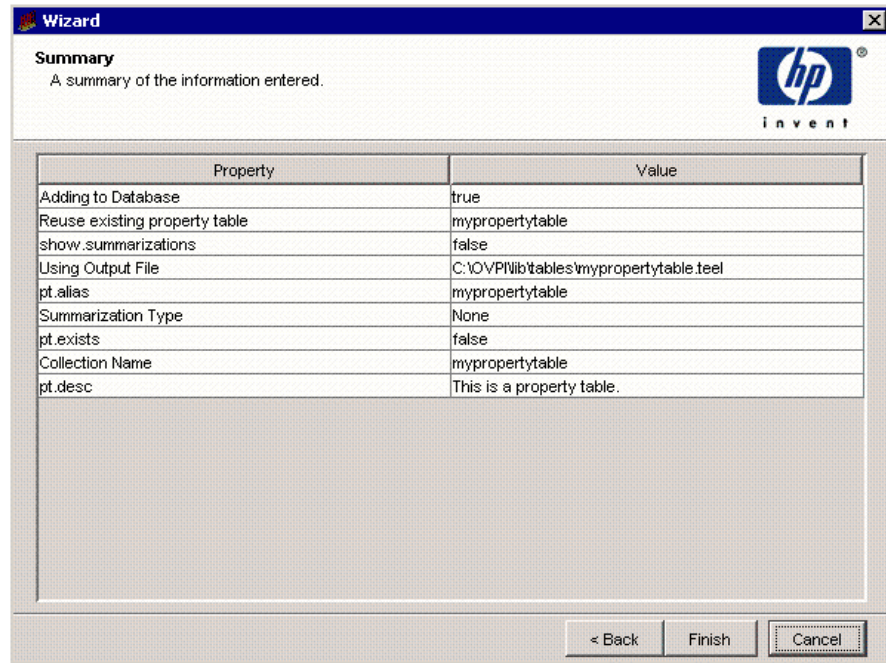 Wizard
Summary
A summary of the information entered.
hp
®
invent
Property Value
Adding to Database true
Reuse existing property table mypropertytable
show.summarizations false
Using Output File C:\OVPI\lib\tables\mypropertytable.teel
pt.alias mypropertytable
Summarization Type None
pt.exists false
Collection Name mypropertytable
pt.desc This is a property table.
< Back Finish Cancel